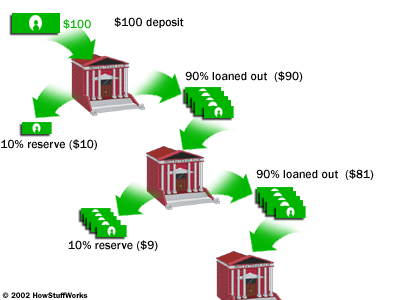 $100
$100 deposit
90% loaned out  ($90)
10% reserve ($10)
90% loaned out  ($81)
10% reserve ($9)
© 2002 HowStuffWorks